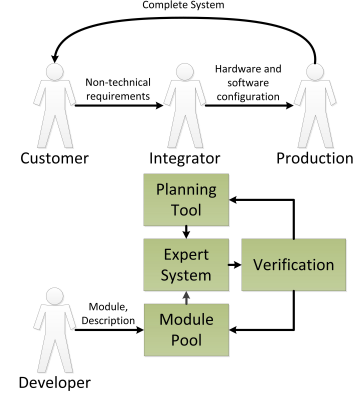 Complete System
Non-technical
requirements
Hardware and
software
configuration
Customer
Integrator
Production
Planning
Tool
Expert
System
Verification
Module,
Description
Module
Pool
Developer